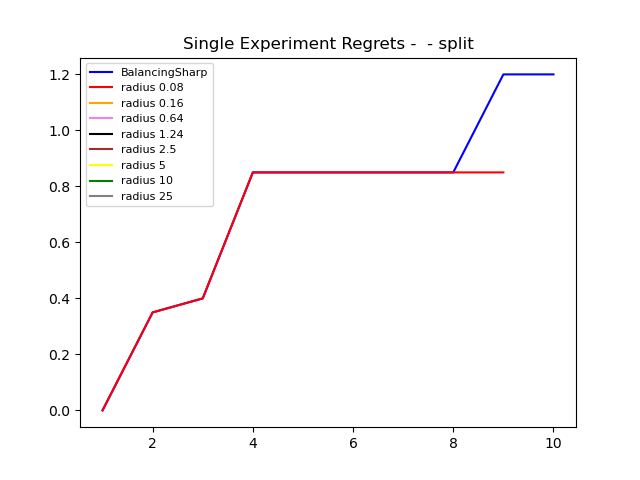 Single Experiment Regrets -  - split
BalancingSharp
radius 0.08
radius 0.16
radius 0.64
radius 1.24
radius 2.5
radius 5
radius 10
radius 25
1.2
1.0
0.8
0.6
0.4
0.2
0.0
2 4 6 8 10